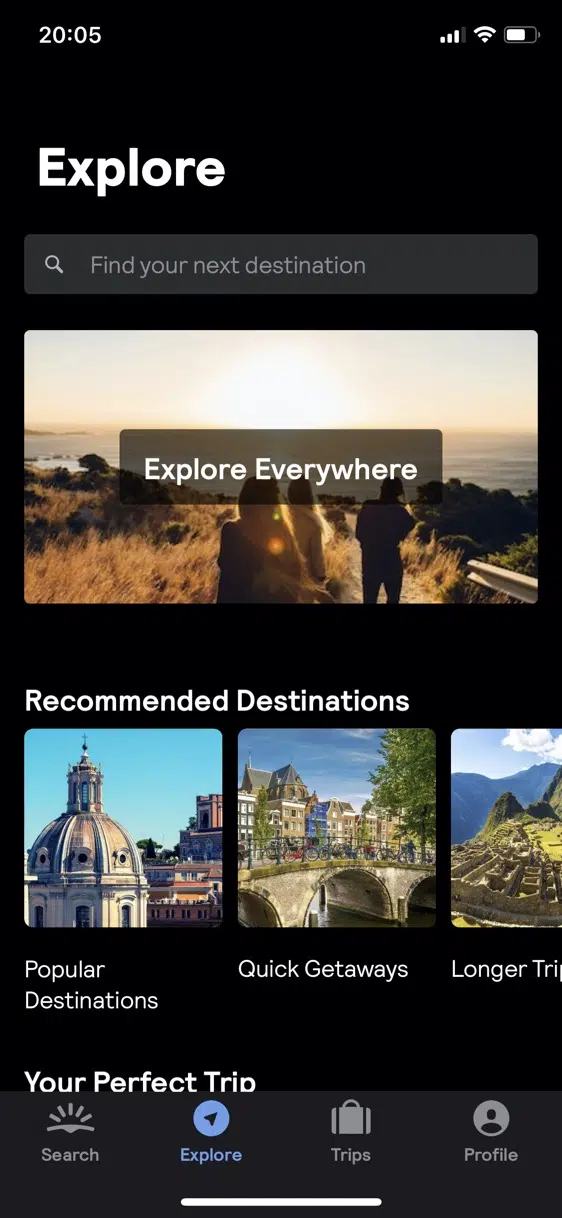 20:05
Explore
Find your next destination
Explore Everywhere
Recommended Destinations
Popular
Destinations
Quick Getaways
Longer
Your Perfect Trip
Search
Explore
Trips
Profile